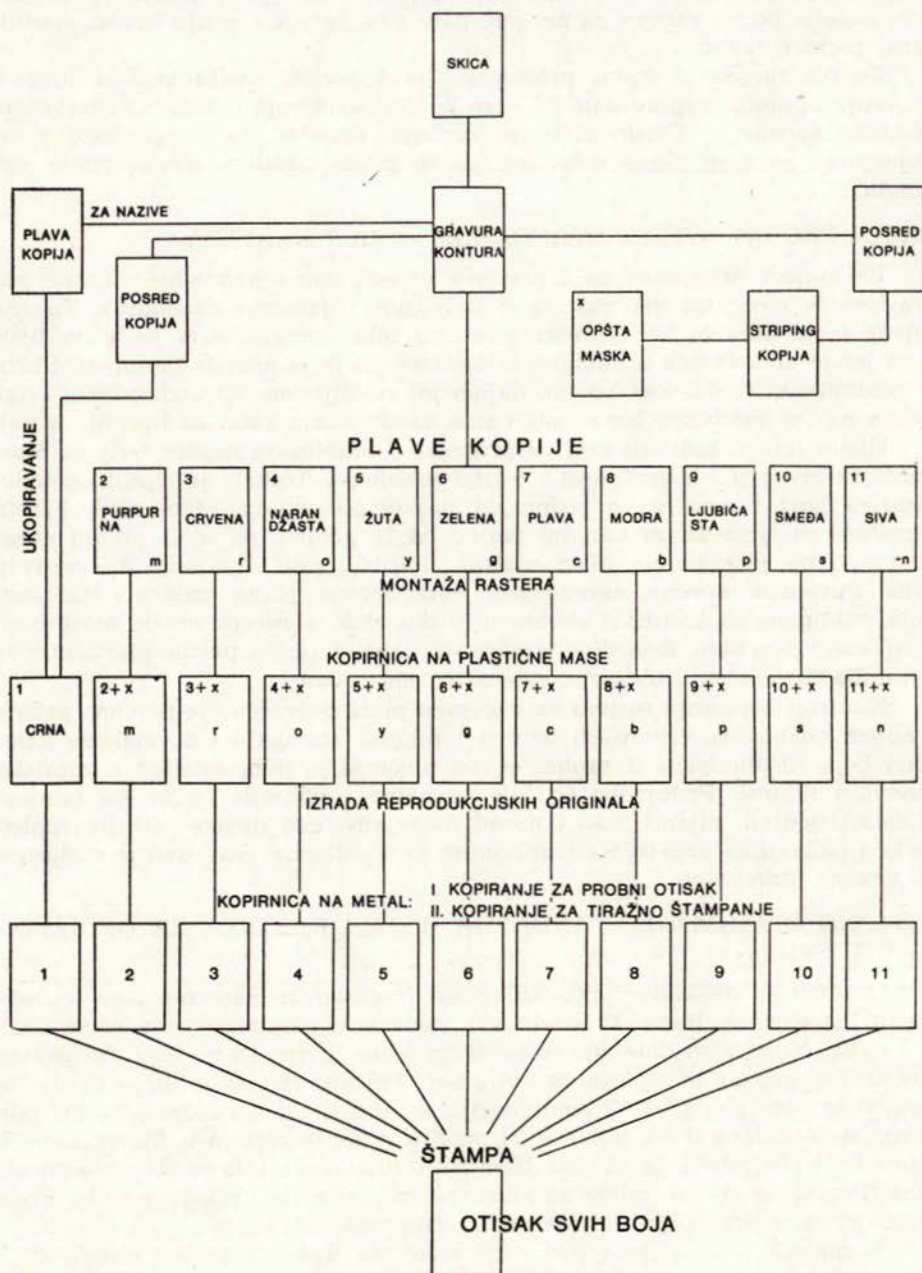 SKICA
PLAVA
KOPIJA
ZA NAZIVE
GRAVURA
KONTURA
POSRED
KOPIJA
POSRED
KOPIJA
x
OPŠTA
MASKA
STRIPING
KOPIJA
UKOPIRAVANJE
PLAVE KOPIJE
2
PURPUR
NA
m
3
CRVENA
r
4
NARAN
DŽASTA
o
5
ŽUTA
y
6
ZELENA
g
7
PLAVA
c
8
MODRA
b
9
LJUBIČA
STA
p
10
SMEĐA
s
11
SIVA
~n
MONTAŽA RASTERA
KOPIRNICA NA PLASTIČNE MASE
1
CRNA
2+x
m
3+x
r
4+x
o
5+x
y
6+x
g
7+x
c
8+x
b
9+x
p
10+x
s
11+x
n
IZRADA REPRODUKCIJSKIH ORIGINALA
KOPIRNICA NA METAL:
I KOPIRANJE ZA PROBNI OTISAK
II. KOPIRANJE ZA TIRAŽNO ŠTAMPANJE
1 2 3 4 5 6 7 8 9 10 11
ŠTAMPA
OTISAK SVIH BOJA